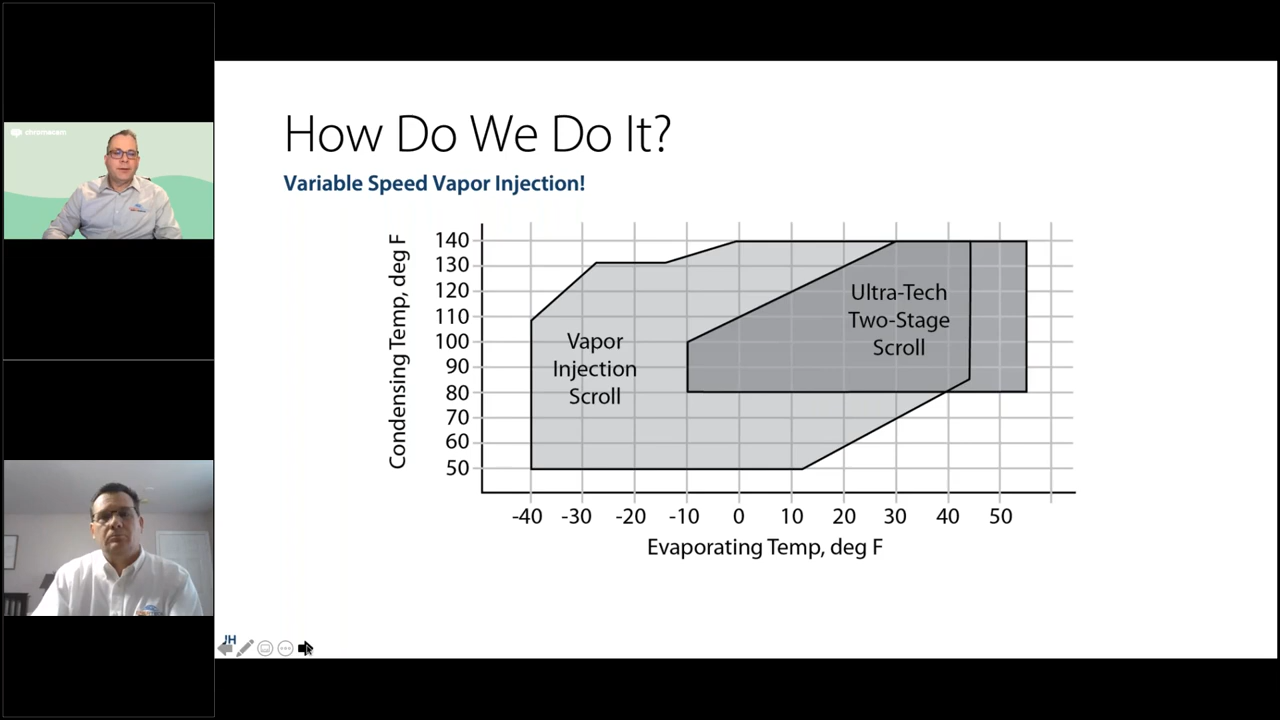 chromacam
How Do We Do It?
Variable Speed Vapor Injection!
Condensing Temp, deg F
140
130
120
110
100
90
80
70
60
50
Vapor
Injection
Scroll
Ultra-Tech
Two-Stage
Scroll
-40 -30 -20 -10 0 10 20 30 40 50
Evaporating Temp, deg F
JH